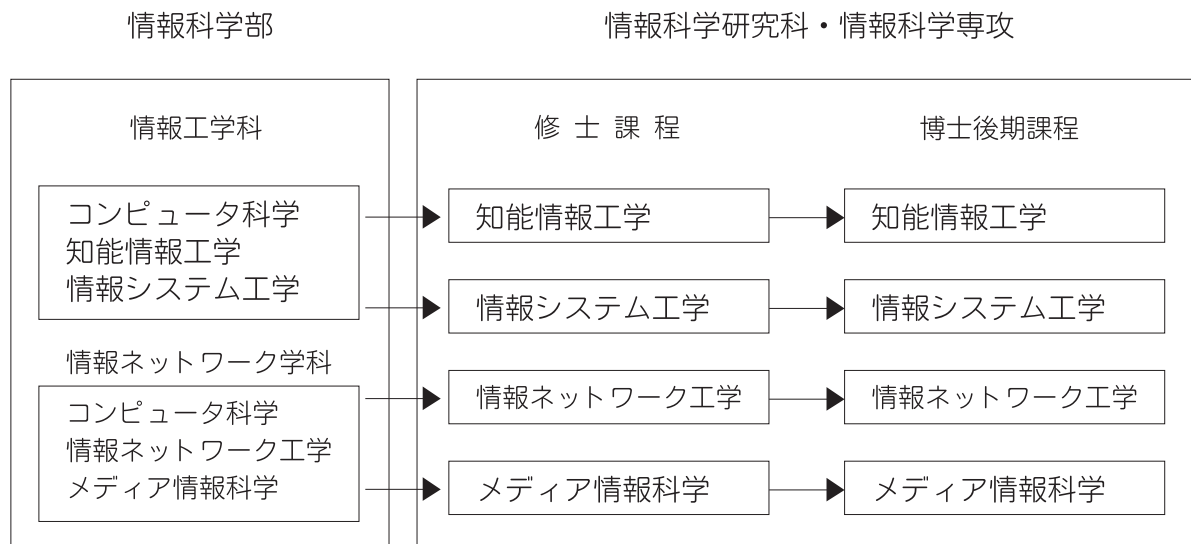 情報科学部
情報科学研究科・情報科学専攻
情報工学科
コンピュータ科学
知能情報工学
情報システム工学
情報ネットワーク学科
コンピュータ科学
情報ネットワーク工学
メディア情報科学
修士課程
博士後期課程
知能情報工学
知能情報工学
情報システム工学
情報システム工学
情報ネットワーク工学
情報ネットワーク工学
メディア情報科学
メディア情報科学